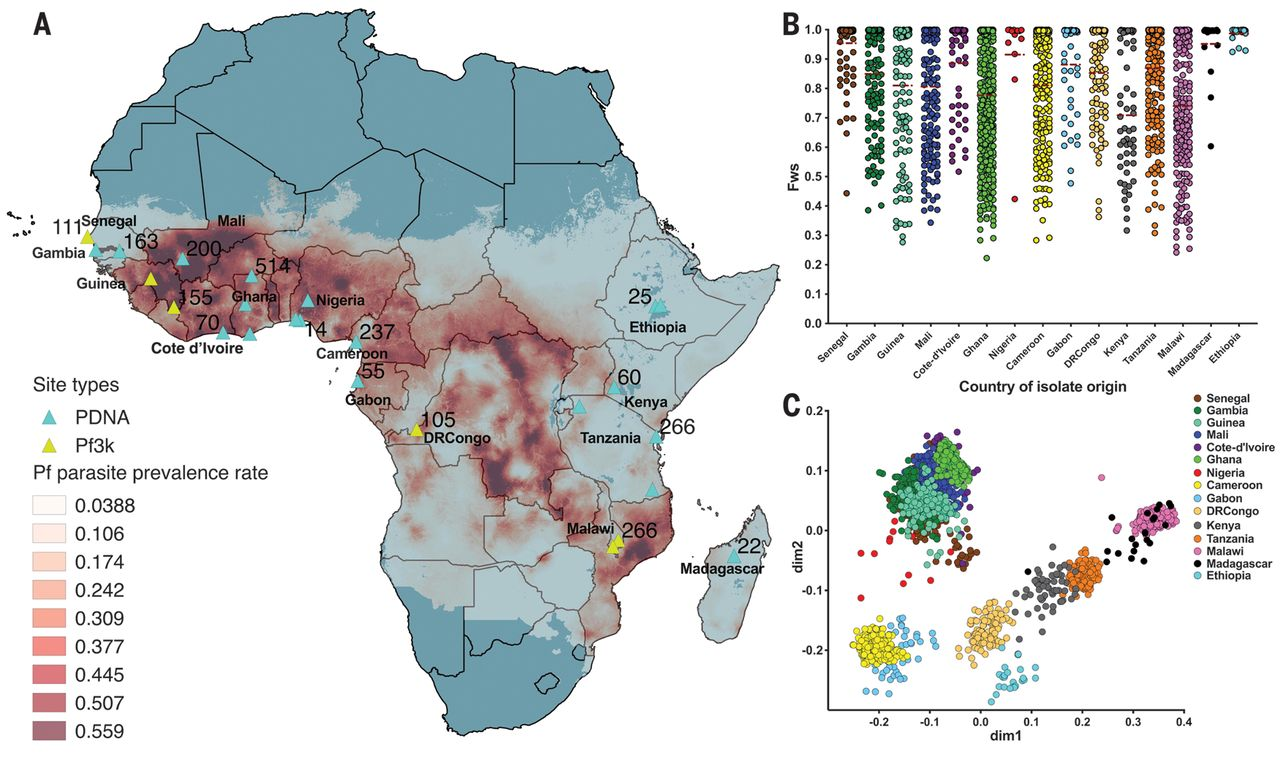 A
111
Senegal
Mali
Gambia
163
200
Guinea
514
155
Ghana
Nigeria
70
14
237
Cote d'Ivoire
Cameroon
55
Gabon
105
DRCongo
25
Ethiopia
60
Kenya
Tanzania
266
Malawi
266
22
Madagascar
Site types
PDNA
Pf3k
Pf parasite prevalence rate
0.0388
0.106
0.174
0.242
0.309
0.377
0.445
0.507
0.559
B
Fws
1.0
0.9
0.8
0.7
0.6
0.5
0.4
0.3
0.2
0.1
0.0
Senegal
Gambia
Guinea
Mali
Cote-d'Ivoire
Ghana
Nigeria
Cameroon
Gabon
DRCongo
Kenya
Tanzania
Malawi
Madagascar
Ethiopia
Country of isolate origin
C
dim2
0.2
0.1
0.0
-0.1
-0.2
-0.2
-0.1
0.0
0.1
0.2
0.3
0.4
dim1
Senegal
Gambia
Guinea
Mali
Cote-d'Ivoire
Ghana
Nigeria
Cameroon
Gabon
DRCongo
Kenya
Tanzania
Malawi
Madagascar
Ethiopia